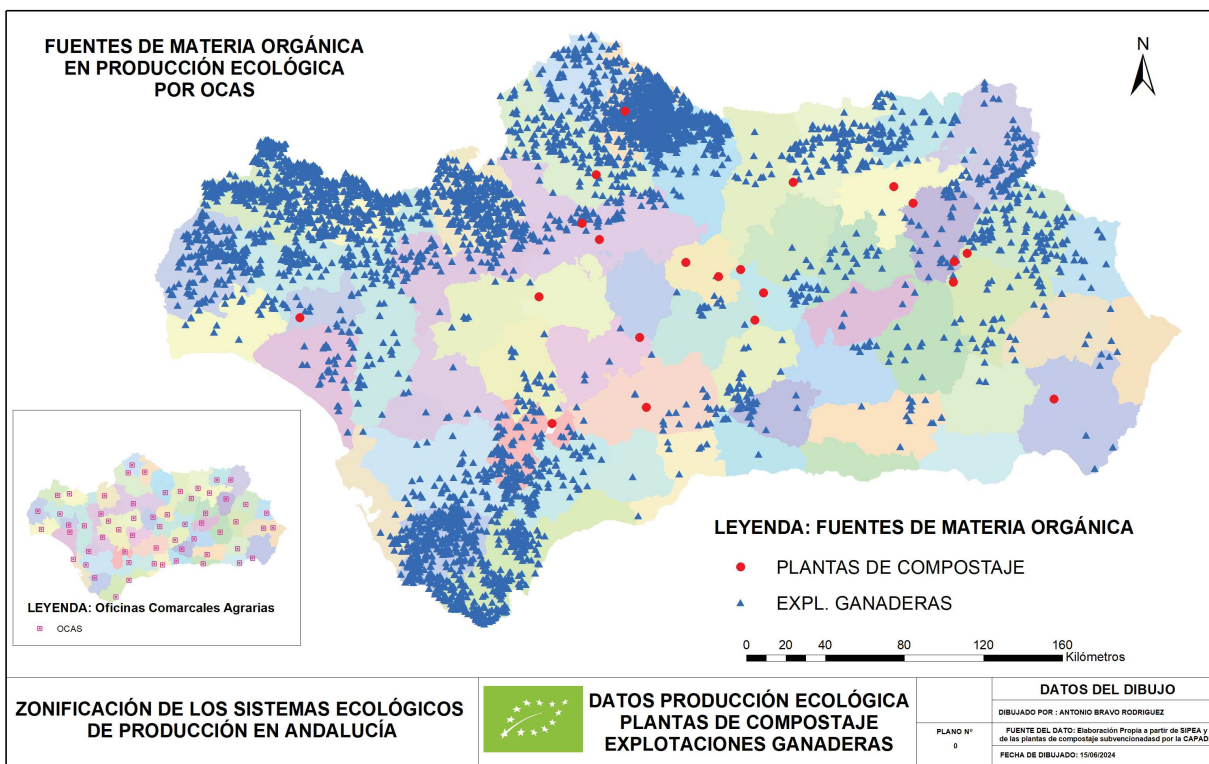 FUENTES DE MATERIA ORGÁNICA
EN PRODUCCIÓN ECOLÓGICA
POR OCAS
N
LEYENDA: FUENTES DE MATERIA ORGÁNICA
PLANTAS DE COMPOSTAJE
EXPL. GANADERAS
0 20 40 80 120 160
Kilómetros
LEYENDA: Oficinas Comarcales Agrarias
OCAS
ZONIFICACIÓN DE LOS SISTEMAS ECOLÓGICOS
DE PRODUCCIÓN EN ANDALUCÍA
DATOS PRODUCCIÓN ECOLÓGICA
PLANTAS DE COMPOSTAJE
EXPLOTACIONES GANADERAS
PLANO Nº
0
DATOS DEL DIBUJO
DIBUJADO POR : ANTONIO BRAVO RODRIGUEZ
FUENTE DEL DATO: Elaboración Propia a partir de SIPEA y
de las plantas de compostaje subvencionadasd por la CAPAD
FECHA DE DIBUJADO: 15/06/2024